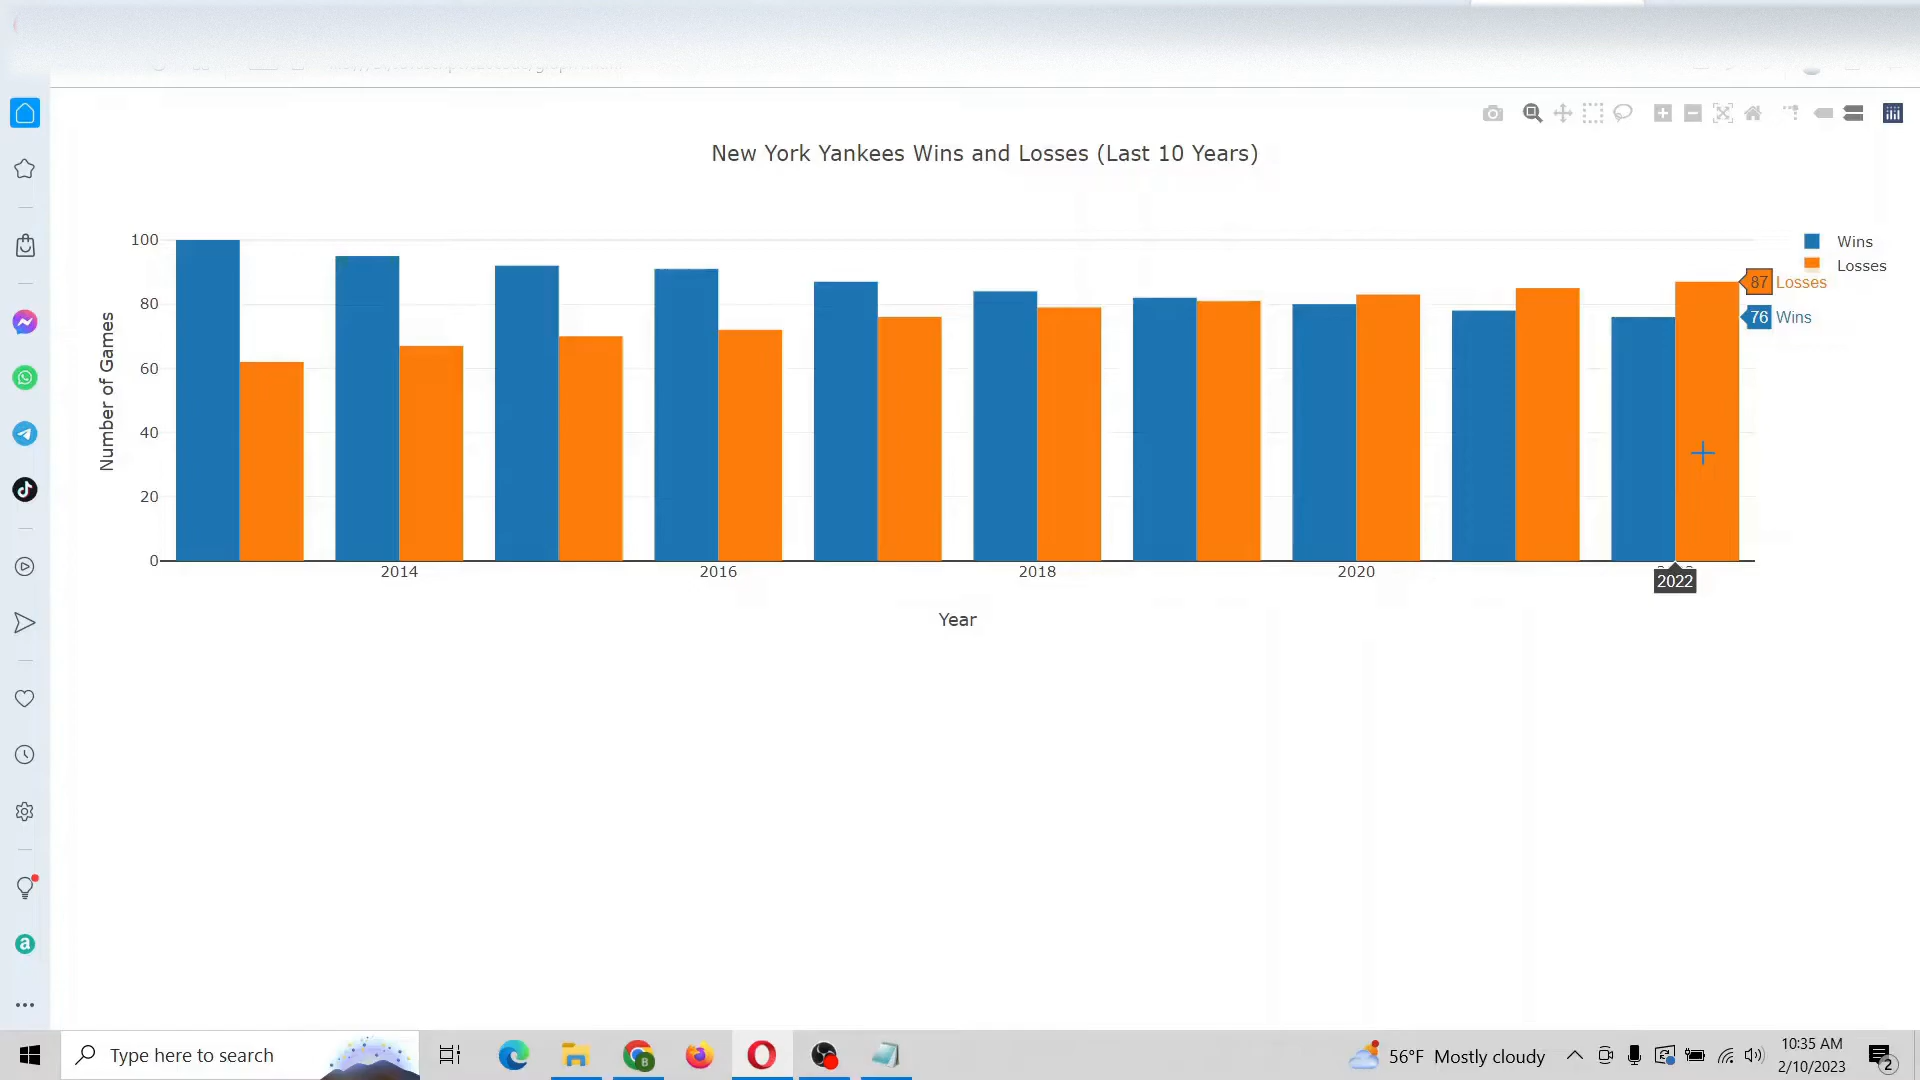 New York Yankees Wins and Losses (Last 10 Years)
Wins
Losses
87 Losses
76 Wins
Number of Games
100
80
60
40
20
0
2014
2016
2018
2020
2022
Year
Type here to search
56°F Mostly cloudy
10:35 AM
2/10/2023
2